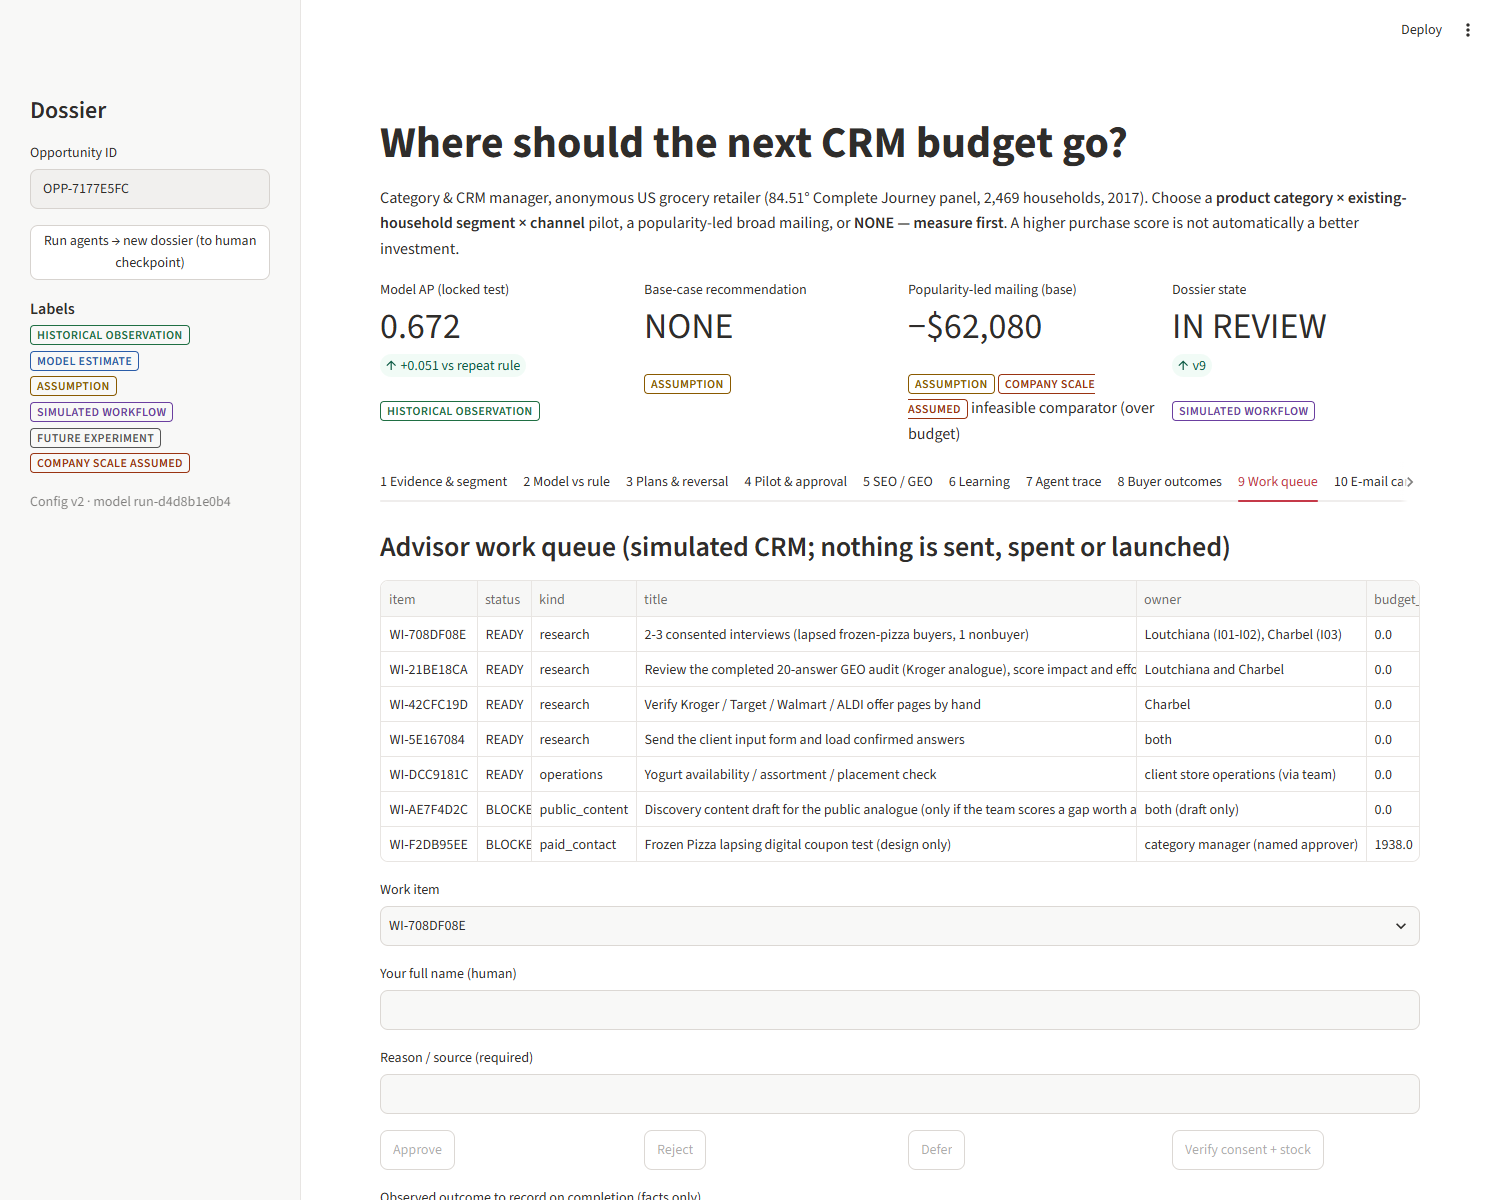 Deploy
Dossier
Opportunity ID
OPP-7177E5FC
Run agents → new dossier (to human
checkpoint)
Labels
HISTORICAL OBSERVATION
MODEL ESTIMATE
ASSUMPTION
SIMULATED WORKFLOW
FUTURE EXPERIMENT
COMPANY SCALE ASSUMED
Config v2 · model run-d4d8b1e0b4
Where should the next CRM budget go?
Category & CRM manager, anonymous US grocery retailer (84.51° Complete Journey panel, 2,469 households, 2017). Choose a product category × existing-
household segment × channel pilot, a popularity-led broad mailing, or NONE — measure first. A higher purchase score is not automatically a better
investment.
Model AP (locked test)
0.672
↑ +0.051 vs repeat rule
HISTORICAL OBSERVATION
Base-case recommendation
NONE
ASSUMPTION
Popularity-led mailing (base)
−$62,080
ASSUMPTION COMPANY SCALE
ASSUMED infeasible comparator (over
budget)
Dossier state
IN REVIEW
↑ v9
SIMULATED WORKFLOW
1 Evidence & segment 2 Model vs rule 3 Plans & reversal 4 Pilot & approval 5 SEO / GEO 6 Learning 7 Agent trace 8 Buyer outcomes 9 Work queue 10 E-mail ca
Advisor work queue (simulated CRM; nothing is sent, spent or launched)
item status kind title owner budget_
WI-708DF08E READY research 2-3 consented interviews (lapsed frozen-pizza buyers, 1 nonbuyer) Loutchiana (I01-I02), Charbel (I03) 0.0
WI-21BE18CA READY research Review the completed 20-answer GEO audit (Kroger analogue), score impact and effo Loutchiana and Charbel 0.0
WI-42CFC19D READY research Verify Kroger / Target / Walmart / ALDI offer pages by hand Charbel 0.0
WI-5E167084 READY research Send the client input form and load confirmed answers both 0.0
WI-DCC9181C READY operations Yogurt availability / assortment / placement check client store operations (via team) 0.0
WI-AE7F4D2C BLOCKE public_content Discovery content draft for the public analogue (only if the team scores a gap worth a both (draft only) 0.0
WI-F2DB95EE BLOCKE paid_contact Frozen Pizza lapsing digital coupon test (design only) category manager (named approver) 1938.0
Work item
WI-708DF08E
Your full name (human)
Reason / source (required)
Approve Reject Defer Verify consent + stock
Observed outcome to record on completion (facts only)